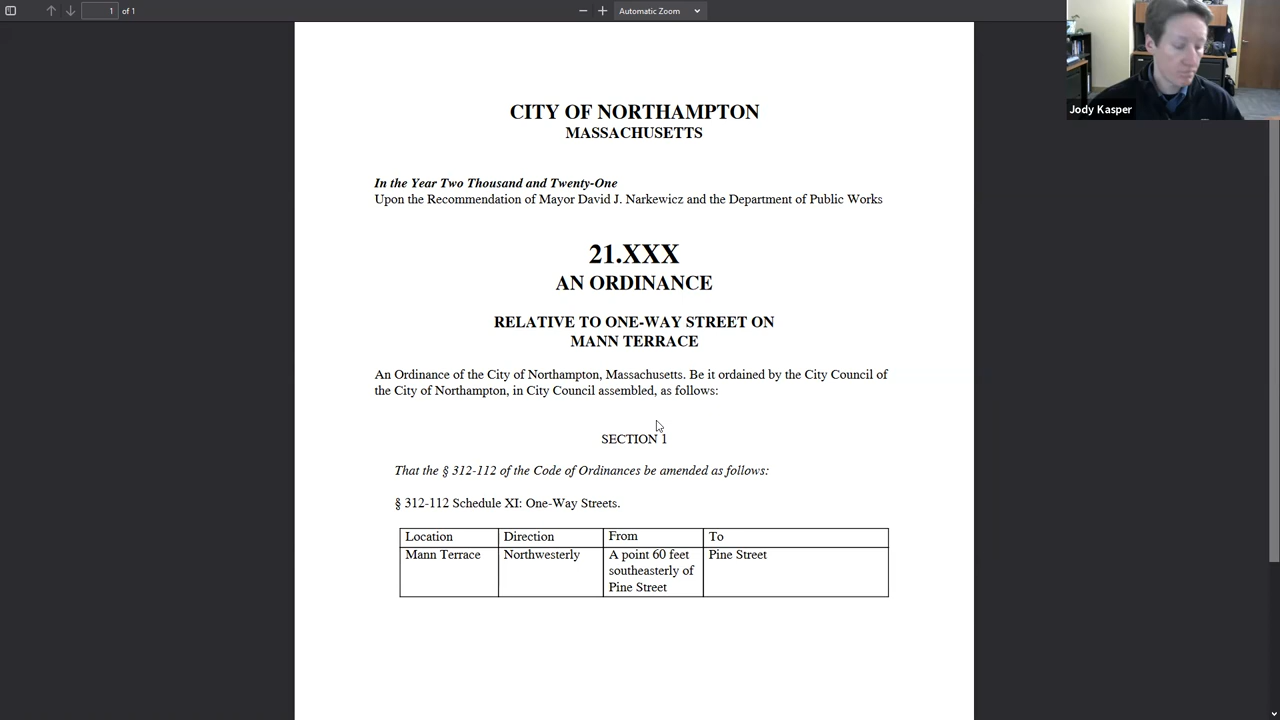 1 of 1
Automatic Zoom
Jody Kasper
CITY OF NORTHAMPTON
MASSACHUSETTS
In the Year Two Thousand and Twenty-One
Upon the Recommendation of Mayor David J. Narkewicz and the Department of Public Works
21.XXX
AN ORDINANCE
RELATIVE TO ONE-WAY STREET ON
MANN TERRACE
An Ordinance of the City of Northampton, Massachusetts. Be it ordained by the City Council of
the City of Northampton, in City Council assembled, as follows:
SECTION 1
That the § 312-112 of the Code of Ordinances be amended as follows:
§ 312-112 Schedule XI: One-Way Streets.
Location Direction From To
Mann Terrace Northwesterly A point 60 feet Pine Street
southeasterly of
Pine Street